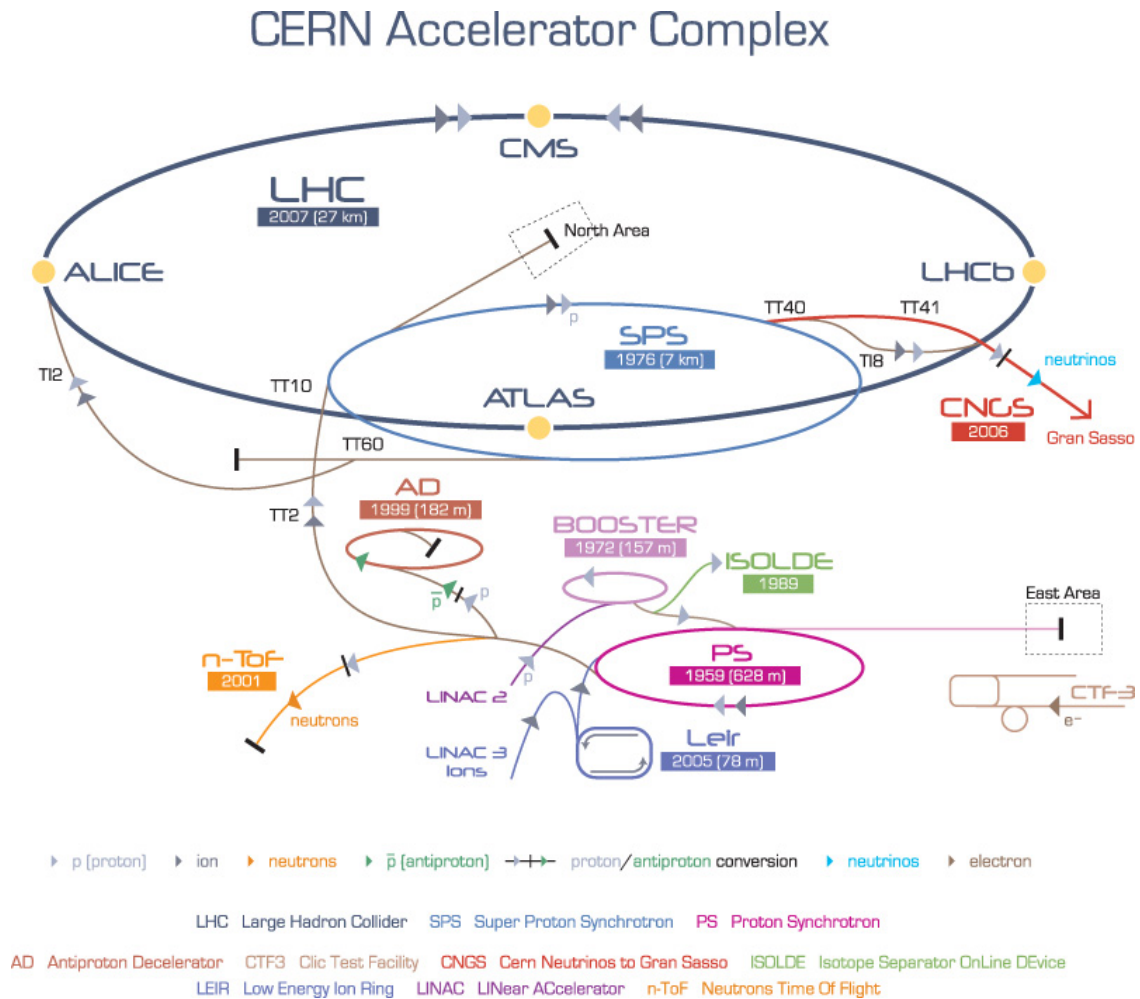 CERN Accelerator Complex
CMS
LHC
2007 (27 km)
North Area
ALICE
LHCb
TT40
TT41
p
SPS
1976 (7 km)
TI8
neutrinos
TI2
TT10
ATLAS
CNGS
2006
Gran Sasso
TT60
AD
1999 (182 m)
TT2
BOOSTER
1972 (157 m)
ISOLDE
1989
p̅
p
East Area
n-ToF
2001
PS
1959 (628 m)
LINAC 2
p
neutrons
CTF-3
e⁻
LINAC 3
Ions
LeIr
2005 (78 m)
p (proton) ion neutrons p̅ (antiproton) proton/antiproton conversion neutrinos electron
LHC Large Hadron Collider SPS Super Proton Synchrotron PS Proton Synchrotron
AD Antiproton Decelerator CTF3 Clic Test Facility CNGS Cern Neutrinos to Gran Sasso ISOLDE Isotope Separator OnLine DEvice
LEIR Low Energy Ion Ring LINAC LINear ACcelerator n-ToF Neutrons Time Of Flight